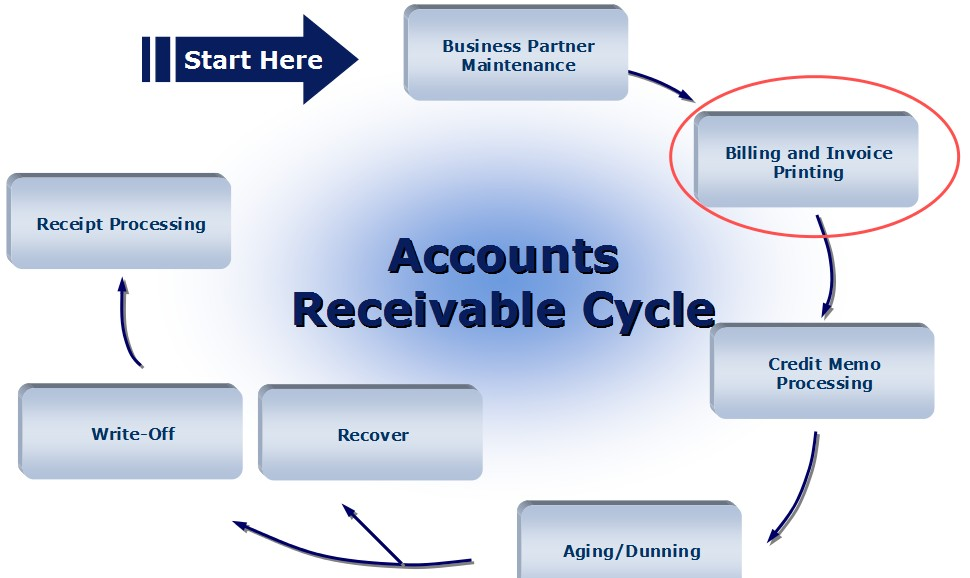 Start Here
Business Partner
Maintenance
Billing and Invoice
Printing
Receipt Processing
Accounts
Receivable Cycle
Credit Memo
Processing
Write-Off
Recover
Aging/Dunning